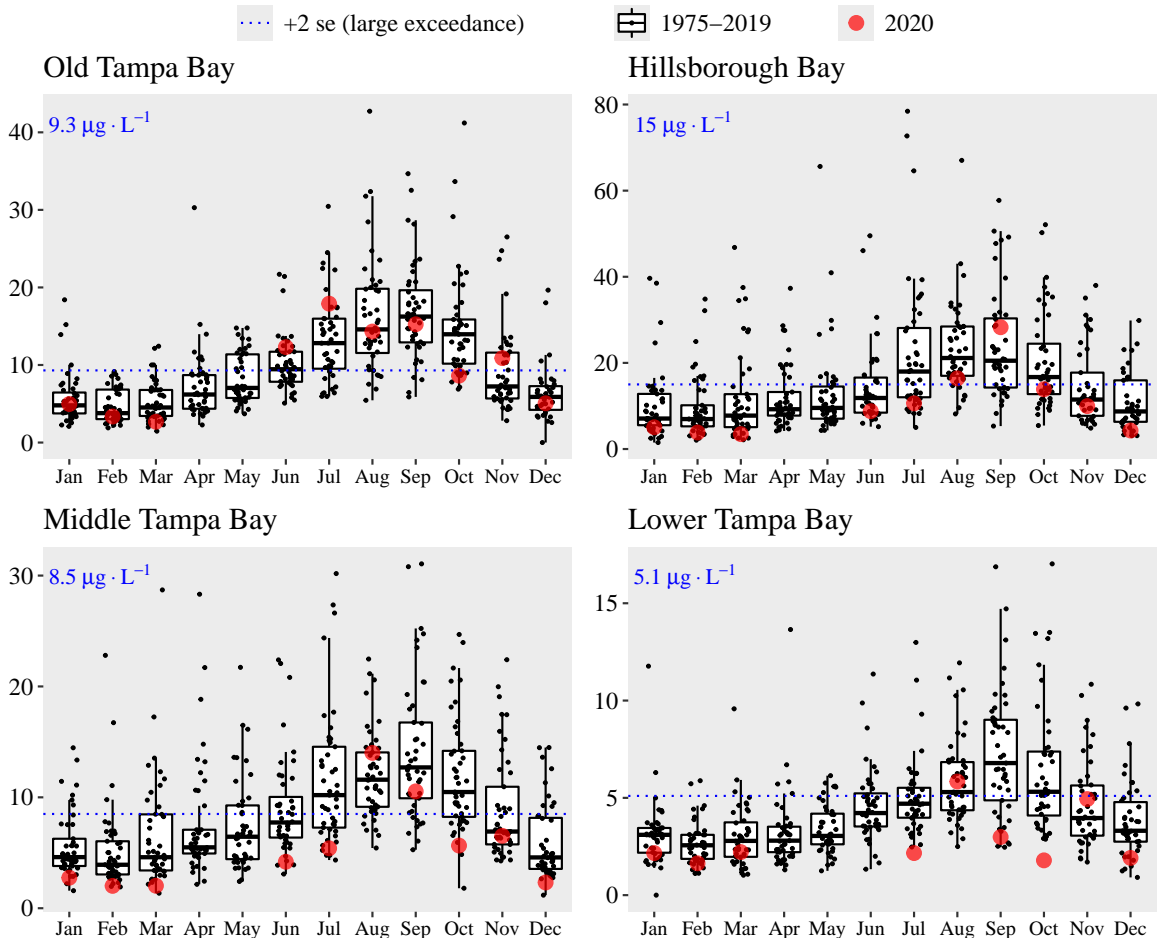 +2 se (large exceedance) 1975–2019 2020
Old Tampa Bay
9.3 µg · L⁻¹
40
30
20
10
0
Jan Feb Mar Apr May Jun Jul Aug Sep Oct Nov Dec
Hillsborough Bay
15 µg · L⁻¹
80
60
40
20
0
Jan Feb Mar Apr May Jun Jul Aug Sep Oct Nov Dec
Middle Tampa Bay
8.5 µg · L⁻¹
30
20
10
0
Jan Feb Mar Apr May Jun Jul Aug Sep Oct Nov Dec
Lower Tampa Bay
5.1 µg · L⁻¹
15
10
5
0
Jan Feb Mar Apr May Jun Jul Aug Sep Oct Nov Dec